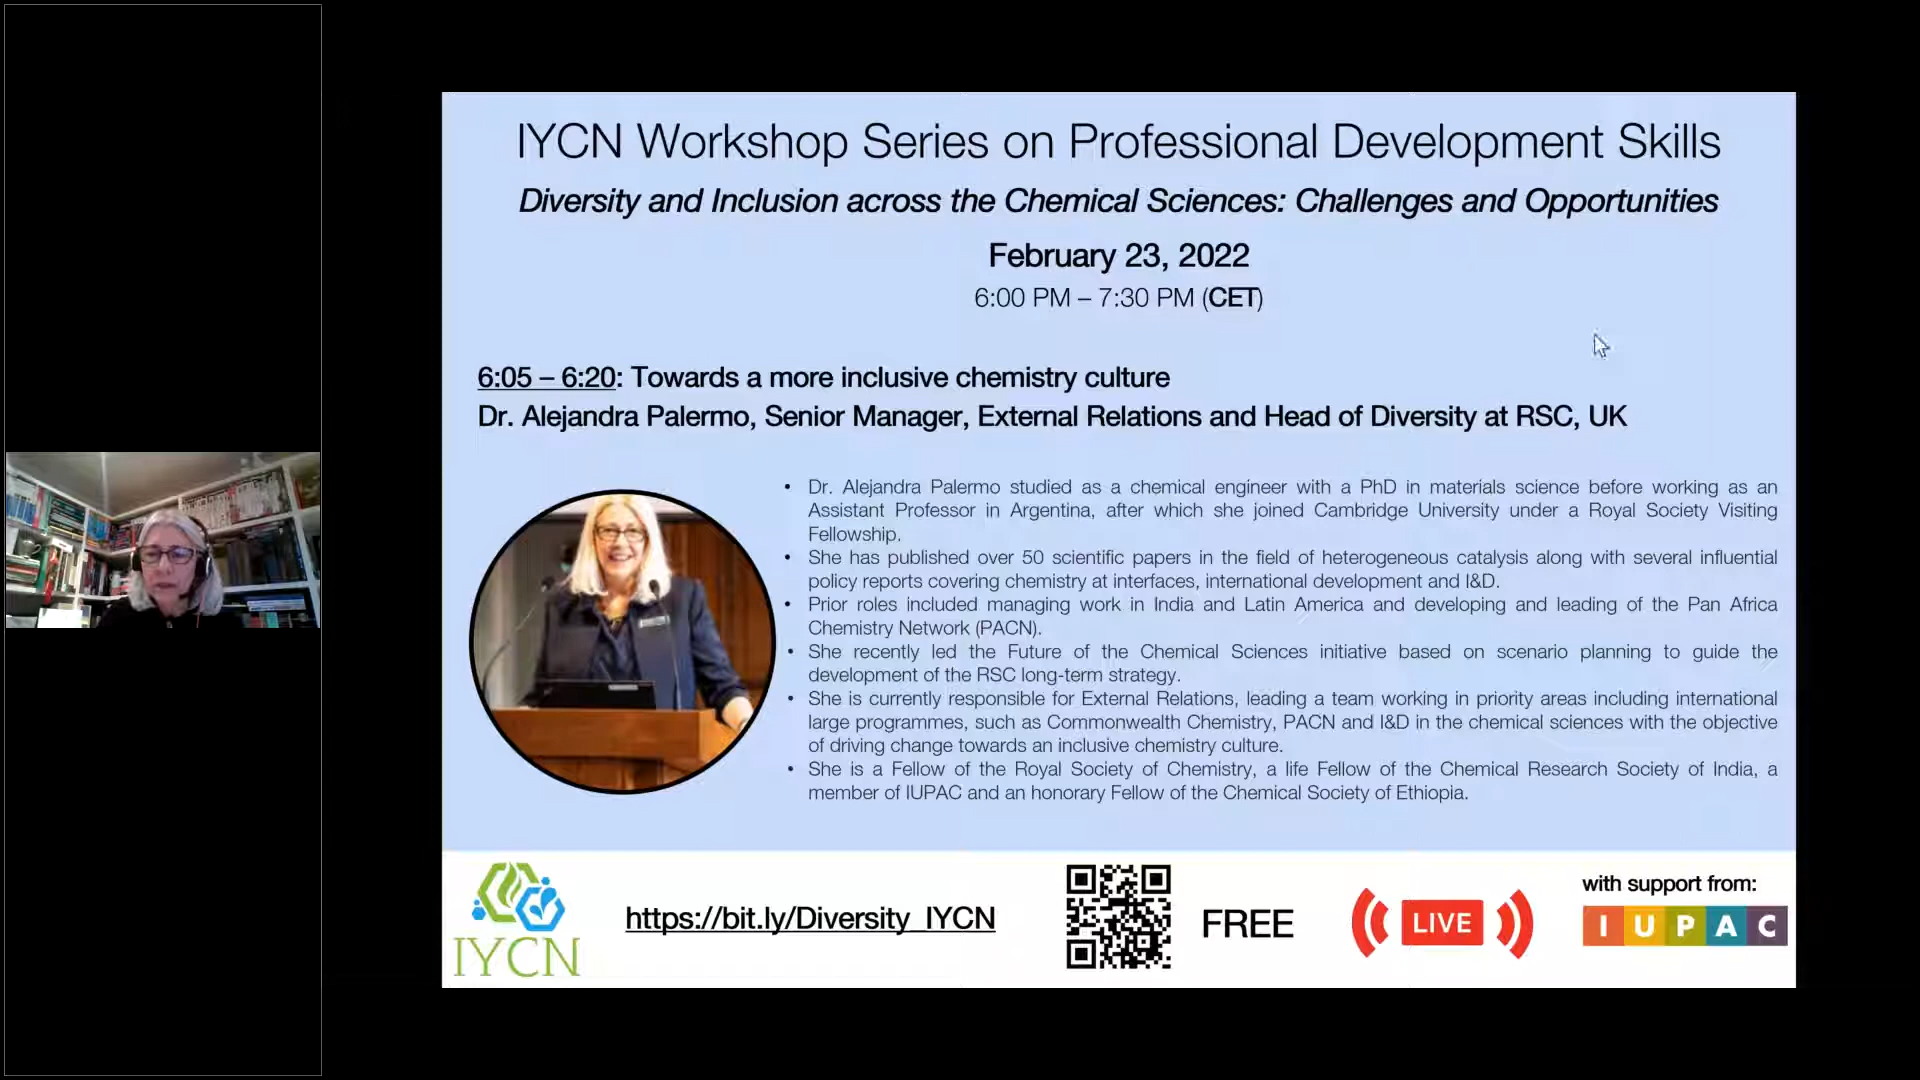 IYCN Workshop Series on Professional Development Skills
Diversity and Inclusion across the Chemical Sciences: Challenges and Opportunities
February 23, 2022
6:00 PM – 7:30 PM (CET)
6:05 – 6:20: Towards a more inclusive chemistry culture
Dr. Alejandra Palermo, Senior Manager, External Relations and Head of Diversity at RSC, UK
• Dr. Alejandra Palermo studied as a chemical engineer with a PhD in materials science before working as an
Assistant Professor in Argentina, after which she joined Cambridge University under a Royal Society Visiting
Fellowship.
• She has published over 50 scientific papers in the field of heterogeneous catalysis along with several influential
policy reports covering chemistry at interfaces, international development and I&D.
• Prior roles included managing work in India and Latin America and developing and leading of the Pan Africa
Chemistry Network (PACN).
• She recently led the Future of the Chemical Sciences initiative based on scenario planning to guide the
development of the RSC long-term strategy.
• She is currently responsible for External Relations, leading a team working in priority areas including international
large programmes, such as Commonwealth Chemistry, PACN and I&D in the chemical sciences with the objective
of driving change towards an inclusive chemistry culture.
• She is a Fellow of the Royal Society of Chemistry, a life Fellow of the Chemical Research Society of India, a
member of IUPAC and an honorary Fellow of the Chemical Society of Ethiopia.
IYCN
https://bit.ly/Diversity_IYCN
FREE
LIVE
with support from:
IUPAC